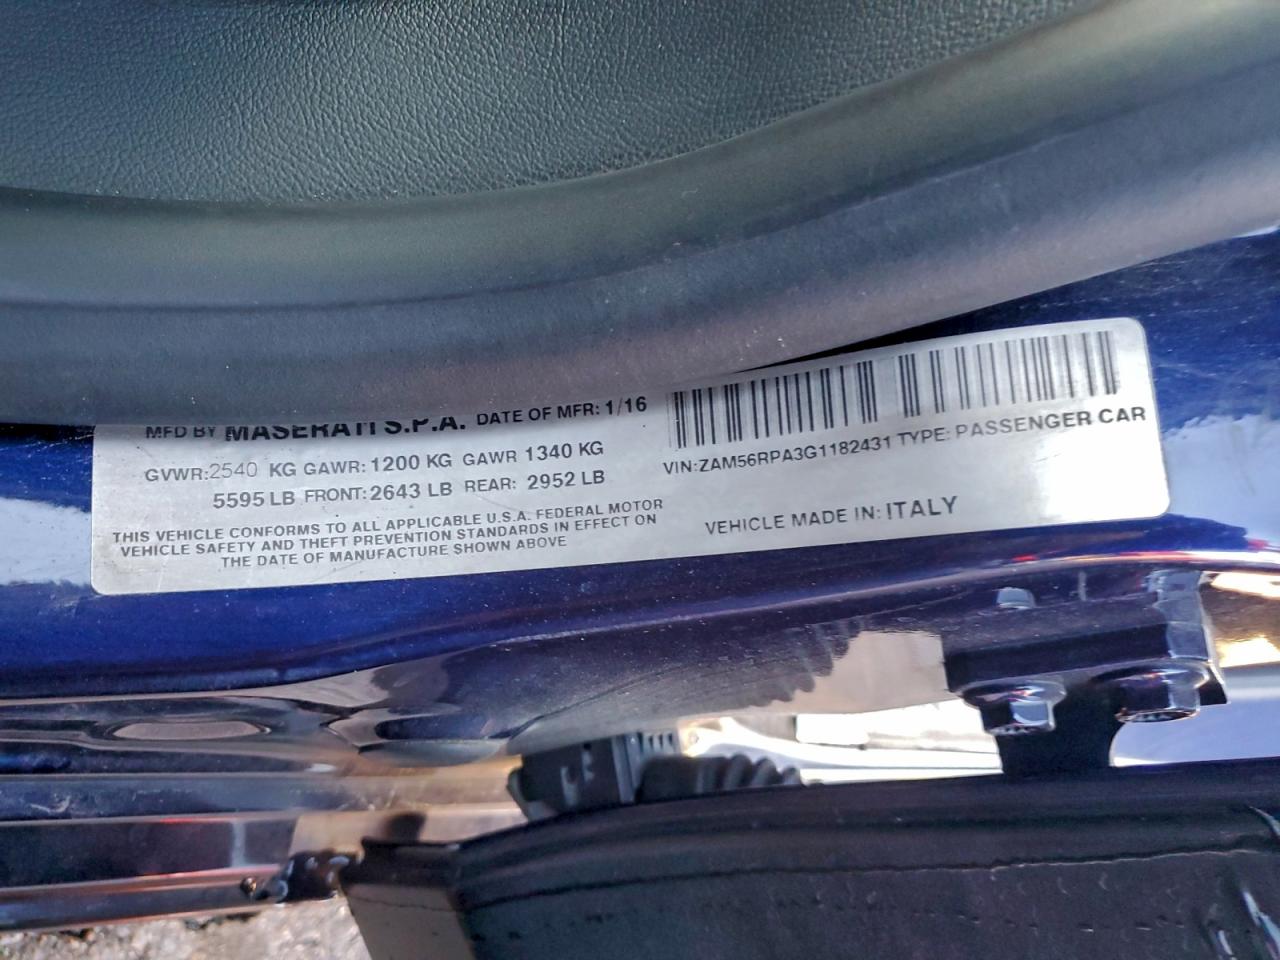 MFD BY MASERATI S.P.A. DATE OF MFR: 1/16
GVWR:2540 KG GAWR: 1200 KG GAWR 1340 KG
5595 LB FRONT: 2643 LB REAR: 2952 LB
THIS VEHICLE CONFORMS TO ALL APPLICABLE U.S.A. FEDERAL MOTOR
VEHICLE SAFETY AND THEFT PREVENTION STANDARDS IN EFFECT ON
THE DATE OF MANUFACTURE SHOWN ABOVE
VIN:ZAM56RPA3G1182431 TYPE: PASSENGER CAR
VEHICLE MADE IN: ITALY